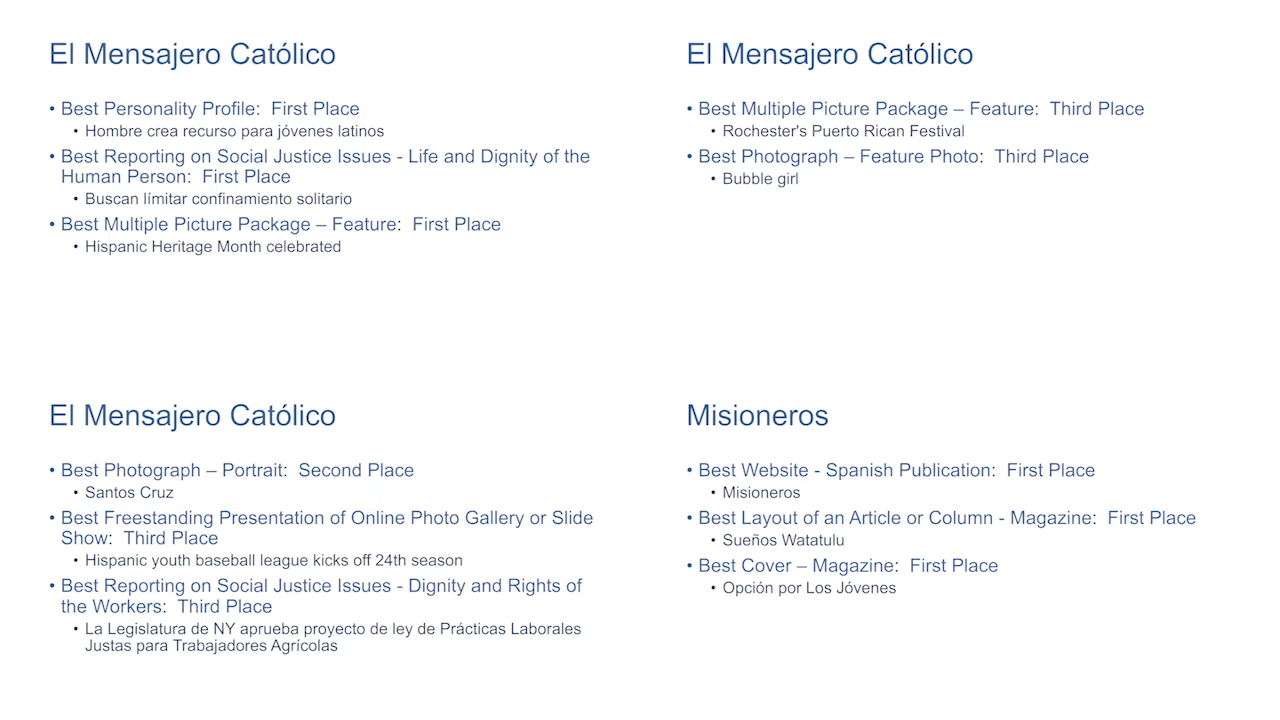 El Mensajero Católico
• Best Personality Profile:  First Place
• Hombre crea recurso para jóvenes latinos
• Best Reporting on Social Justice Issues - Life and Dignity of the
Human Person:  First Place
• Buscan límitar confinamiento solitario
• Best Multiple Picture Package – Feature:  First Place
• Hispanic Heritage Month celebrated
El Mensajero Católico
• Best Multiple Picture Package – Feature:  Third Place
• Rochester's Puerto Rican Festival
• Best Photograph – Feature Photo:  Third Place
• Bubble girl
El Mensajero Católico
• Best Photograph – Portrait:  Second Place
• Santos Cruz
• Best Freestanding Presentation of Online Photo Gallery or Slide
Show:  Third Place
• Hispanic youth baseball league kicks off 24th season
• Best Reporting on Social Justice Issues - Dignity and Rights of
the Workers:  Third Place
• La Legislatura de NY aprueba proyecto de ley de Prácticas Laborales
Justas para Trabajadores Agrícolas
Misioneros
• Best Website - Spanish Publication:  First Place
• Misioneros
• Best Layout of an Article or Column - Magazine:  First Place
• Sueños Watatulu
• Best Cover – Magazine:  First Place
• Opción por Los Jóvenes